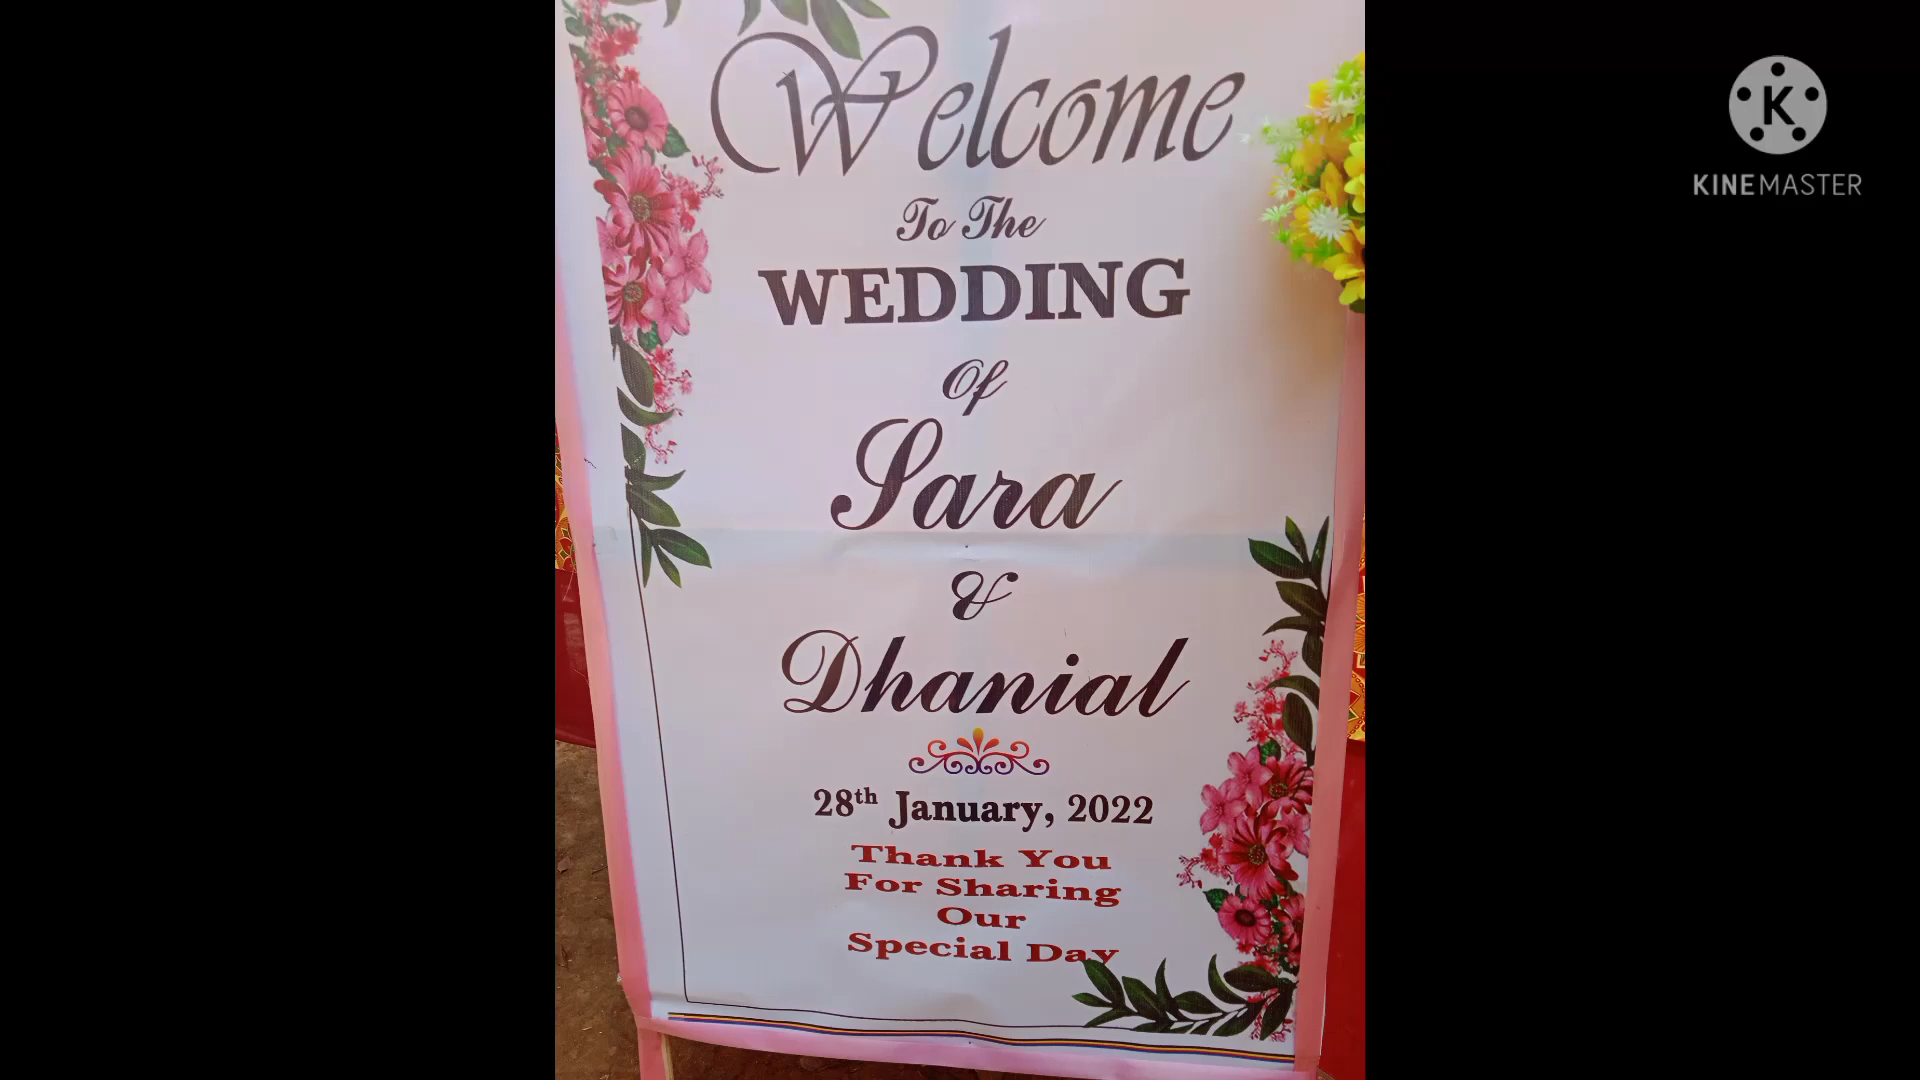 Welcome
To The
WEDDING
Of
Sara
&
Dhanial
28th January, 2022
Thank You
For Sharing
Our
Special Day
K
KINEMASTER